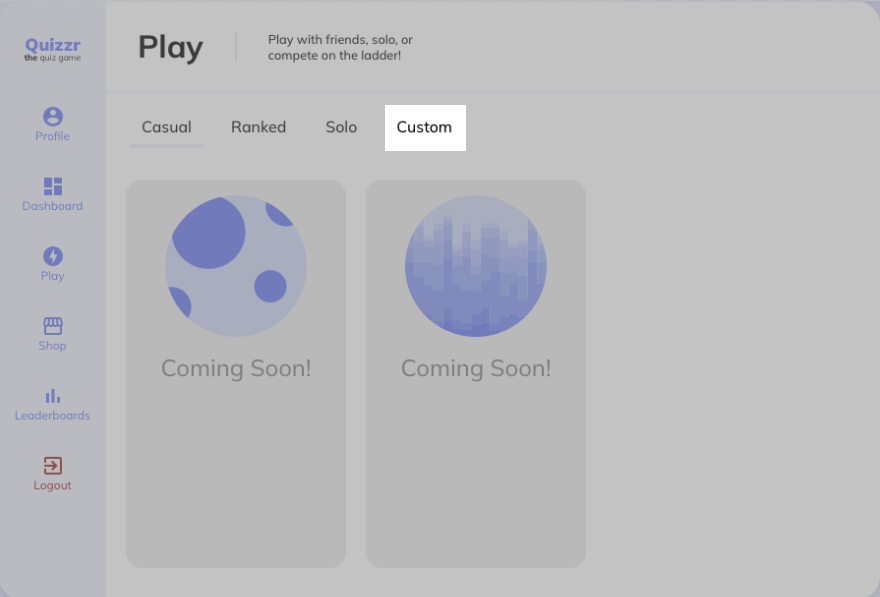 Quizzr
the quiz game
Profile
Dashboard
Play
Shop
Leaderboards
Logout
Play
Play with friends, solo, or
compete on the ladder!
Casual Ranked Solo Custom
Coming Soon! Coming Soon!